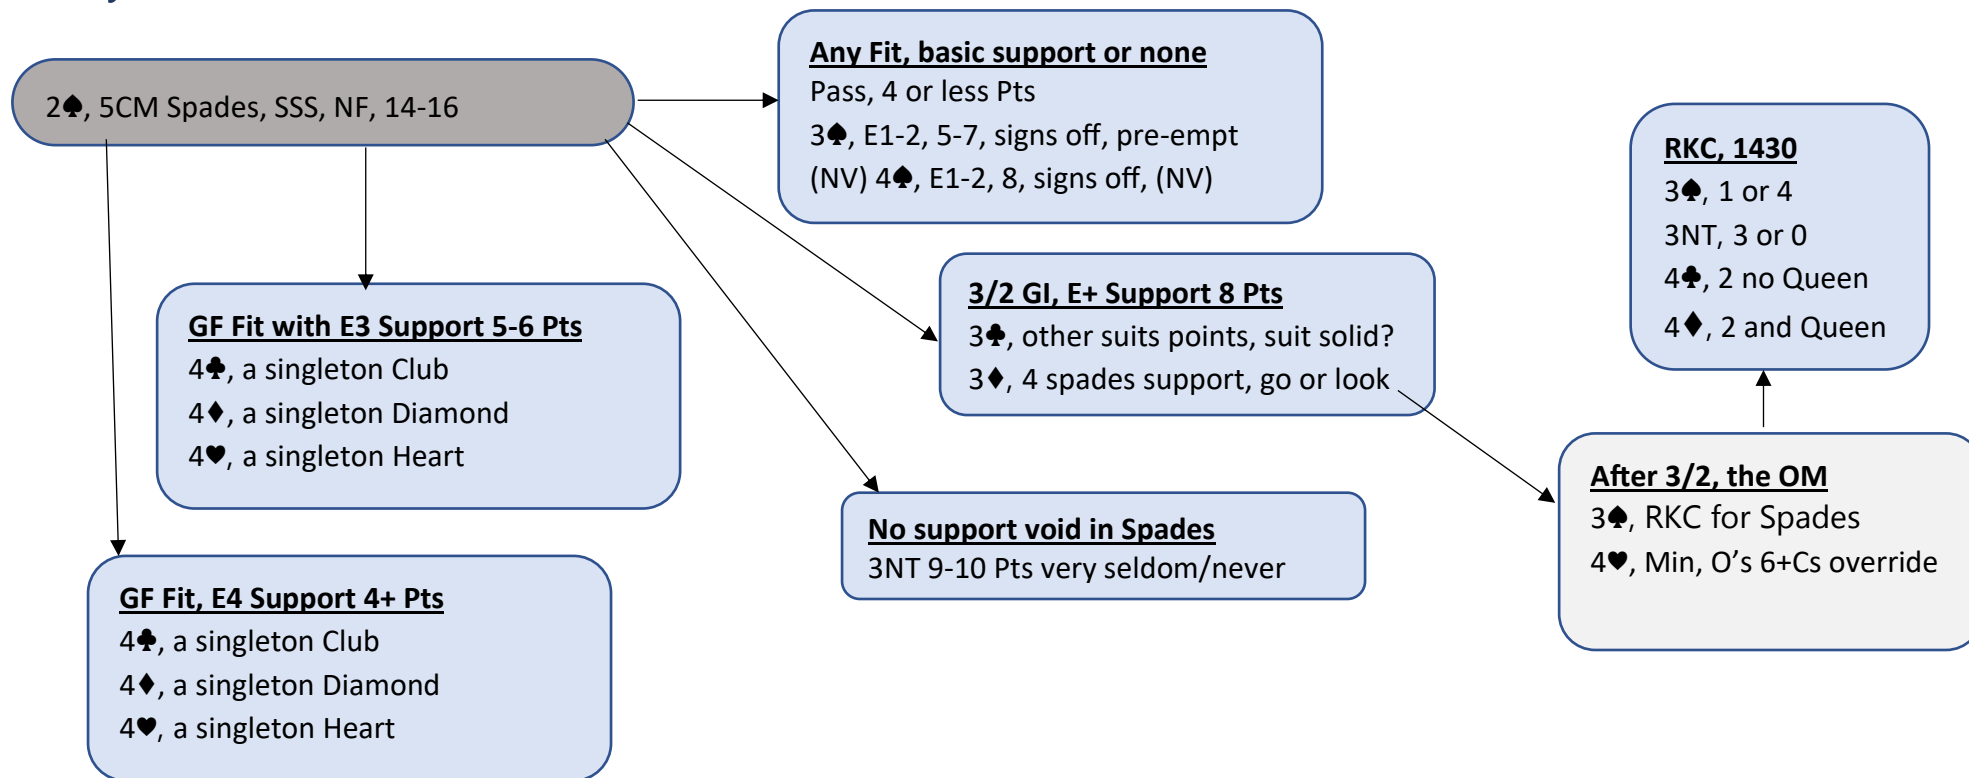 2♠, 5CM Spades, SSS, NF, 14-16
Any Fit, basic support or none
Pass, 4 or less Pts
3♠, E1-2, 5-7, signs off, pre-empt
(NV) 4♠, E1-2, 8, signs off, (NV)
RKC, 1430
3♠, 1 or 4
3NT, 3 or 0
4♣, 2 no Queen
4♦, 2 and Queen
GF Fit with E3 Support 5-6 Pts
4♣, a singleton Club
4♦, a singleton Diamond
4♥, a singleton Heart
3/2 GI, E+ Support 8 Pts
3♣, other suits points, suit solid?
3♦, 4 spades support, go or look
After 3/2, the OM
3♠, RKC for Spades
4♥, Min, O’s 6+Cs override
No support void in Spades
3NT 9-10 Pts very seldom/never
GF Fit, E4 Support 4+ Pts
4♣, a singleton Club
4♦, a singleton Diamond
4♥, a singleton Heart